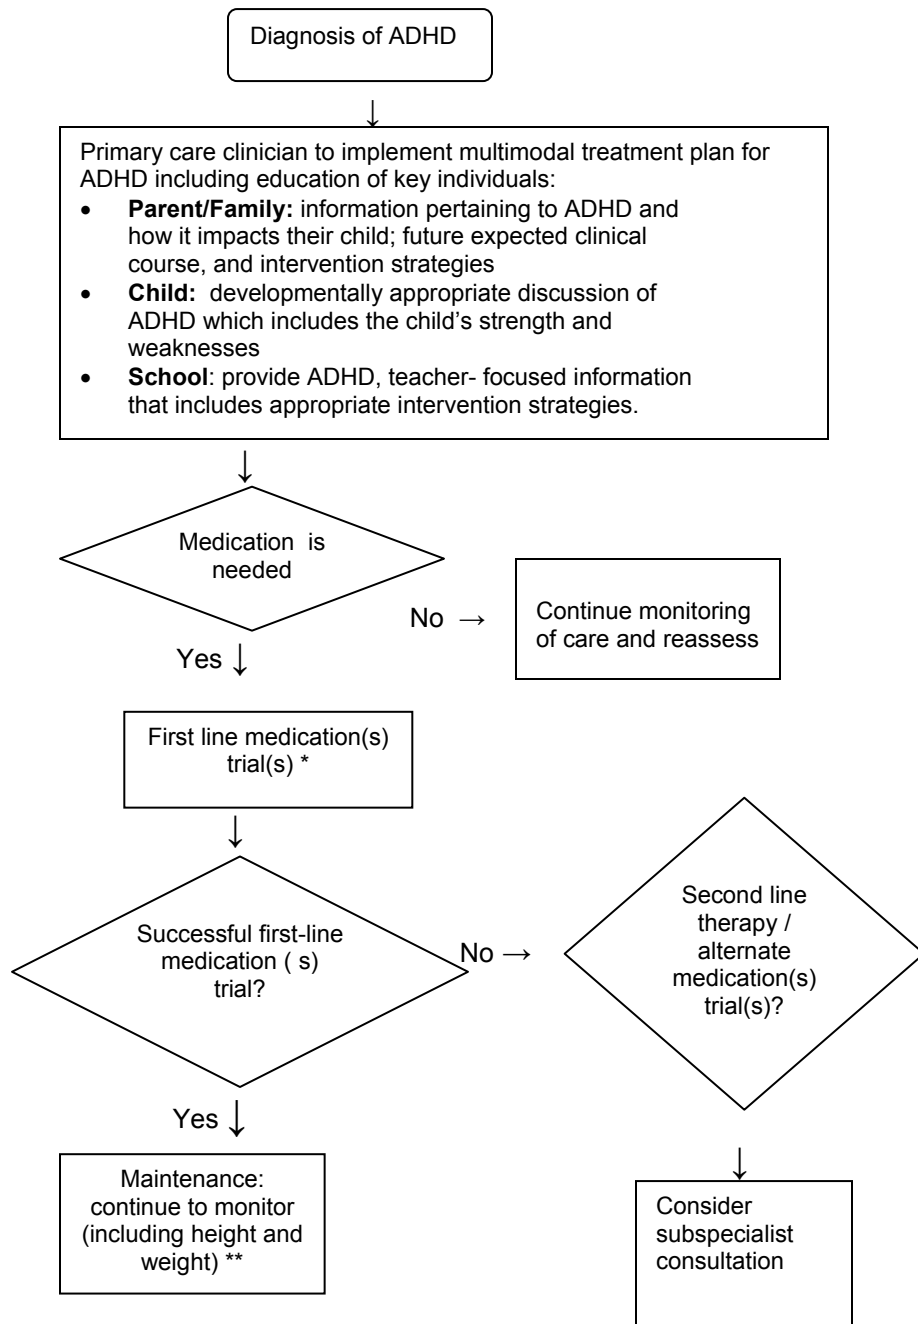 Diagnosis of ADHD
↓
Primary care clinician to implement multimodal treatment plan for
ADHD including education of key individuals:
• Parent/Family: information pertaining to ADHD and
how it impacts their child; future expected clinical
course, and intervention strategies
• Child: developmentally appropriate discussion of
ADHD which includes the child’s strength and
weaknesses
• School: provide ADHD, teacher- focused information
that includes appropriate intervention strategies.
↓
Medication is
needed
No →
Continue monitoring
of care and reassess
Yes ↓
First line medication(s)
trial(s) *
↓
Successful first-line
medication ( s)
trial?
No →
Second line
therapy /
alternate
medication(s)
trial(s)?
Yes ↓
Maintenance:
continue to monitor
(including height and
weight) **
↓
Consider
subspecialist
consultation